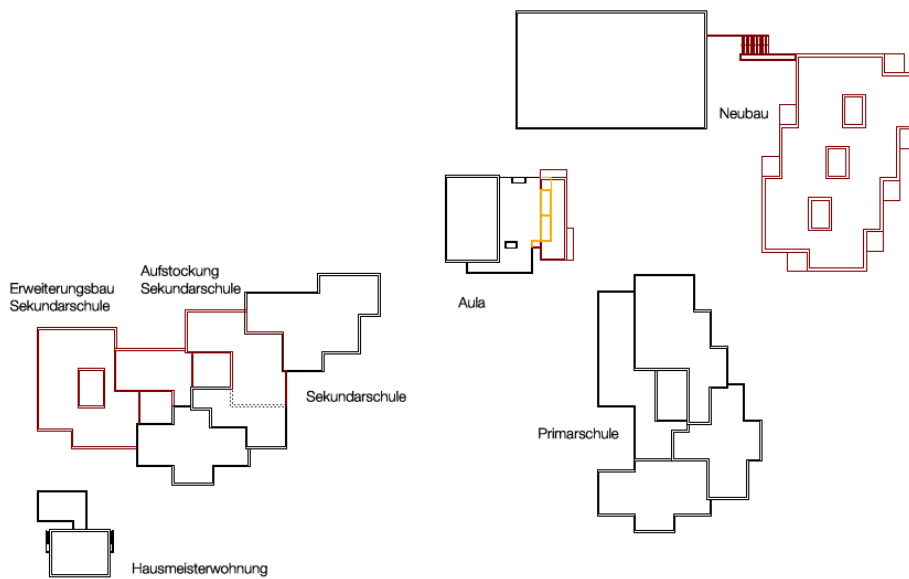 Neubau
Aufstockung
Sekundarschule
Erweiterungsbau
Sekundarschule
Aula
Sekundarschule
Primarschule
Hausmeisterwohnung